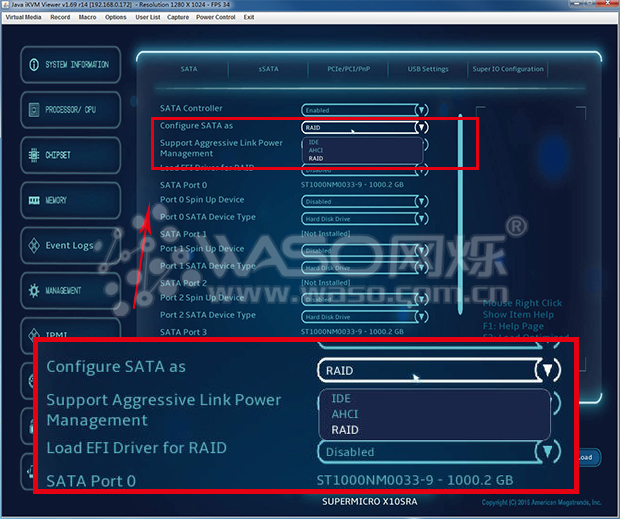 Java iKVM Viewer v1.69 r14 [192.168.0.172] - Resolution 1280 X 1024 - FPS 34
Virtual Media Record Macro Options User List Capture Power Control Exit
SYSTEM INFORMATION
PROCESSOR/ CPU
CHIPSET
MEMORY
Event Logs
MANAGEMENT
IPMI
SATA sSATA PCIe/PCI/PnP USB Settings Super IO Configuration
SATA Controller Enabled
Configure SATA as RAID
IDE
AHCI
RAID
Support Aggressive Link Power
Management
Load EFI Driver for RAID Disabled
SATA Port 0 ST1000NM0033-9 - 1000.2 GB
Port 0 Spin Up Device Disabled
Port 0 SATA Device Type Hard Disk Drive
SATA Port 1 [Not Installed]
Port 1 Spin Up Device Disabled
Port 1 SATA Device Type Hard Disk Drive
SATA Port 2 [Not Installed]
Port 2 Spin Up Device Disabled
Port 2 SATA Device Type Hard Disk Drive
SATA Port 3 ST1000NM0033-9 - 1000.2 GB
WASO网烁®
www.waso.com.cn
Mouse Right Click
Show Item Help
F1: Help Page
Configure SATA as RAID
IDE
AHCI
RAID
Support Aggressive Link Power
Management
Load EFI Driver for RAID Disabled
SATA Port 0 ST1000NM0033-9 - 1000.2 GB
SUPERMICRO X10SRA
Copyright (C) 2015 American Megatrends, Inc.